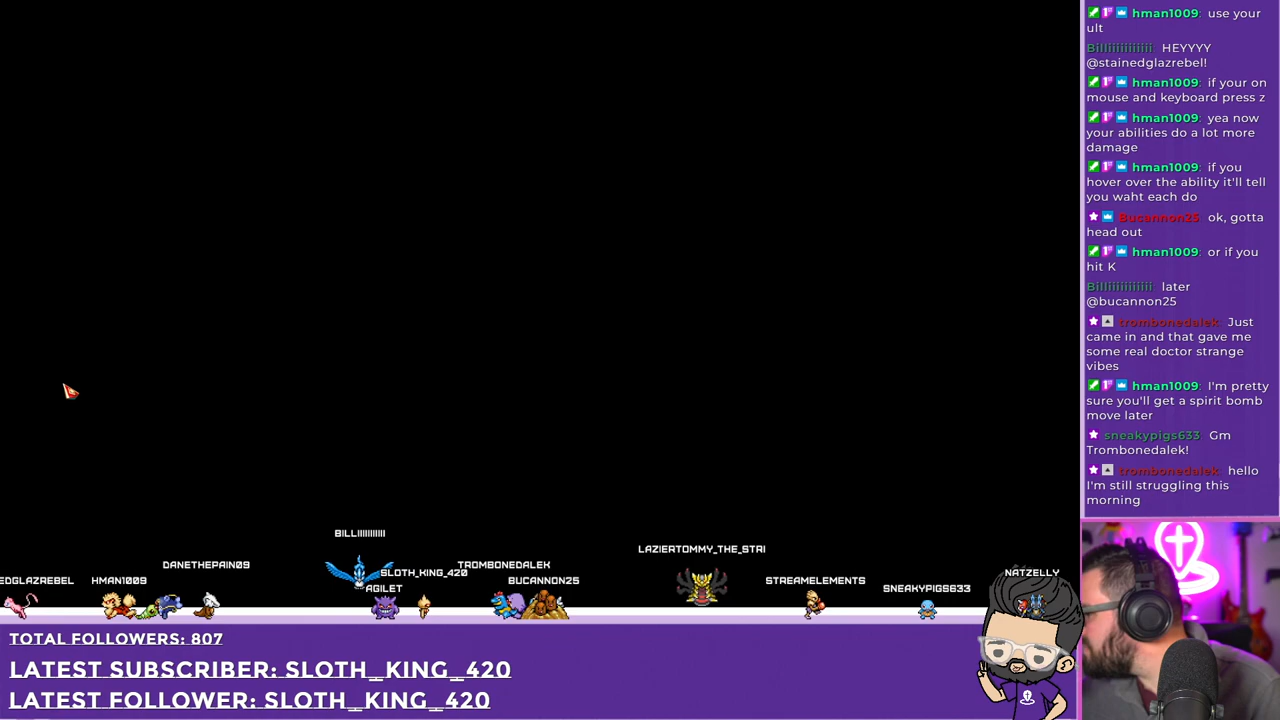 hman1009: use your
ult
Billiiiiiiiiiii: HEYYYY
@stainedglazrebel!
hman1009: if your on
mouse and keyboard press z
hman1009: yea now
your abilities do a lot more
damage
hman1009: if you
hover over the ability it'll tell
you waht each do
Bucannon25: ok, gotta
head out
hman1009: or if you
hit K
Billiiiiiiiiiii: later
@bucannon25
trombonedalek: Just
came in and that gave me
some real doctor strange
vibes
hman1009: I'm pretty
sure you'll get a spirit bomb
move later
sneakypigs633: Gm
Trombonedalek!
trombonedalek: hello
I'm still struggling this
morning
BILLIIIIIIIIIII
LAZIERTOMMY_THE_STRI
DANETHEPAIN09
TROMBONEDALEK
SLOTH_KING_420
NATZELLY
EDGLAZREBEL
HMAN1009
BUCANNON25
STREAMELEMENTS
AGILET
SNEAKYPIGS633
TOTAL FOLLOWERS: 807
LATEST SUBSCRIBER: SLOTH_KING_420
LATEST FOLLOWER: SLOTH_KING_420